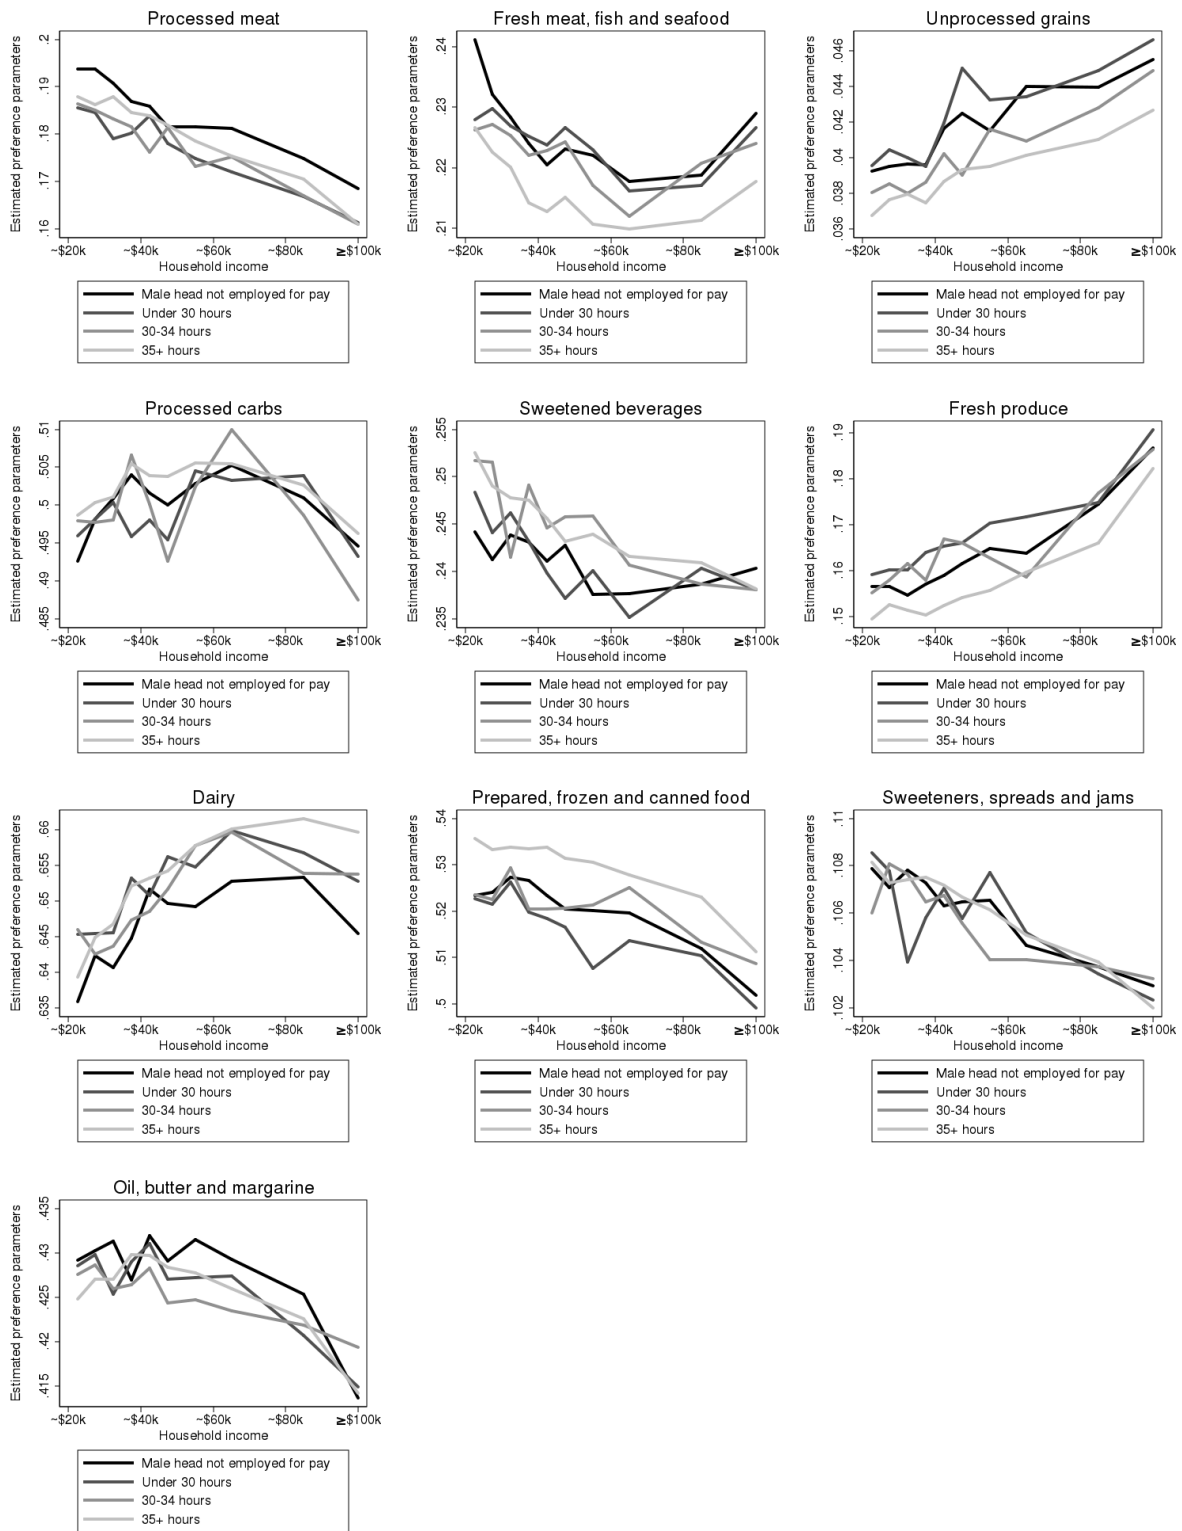 Processed meat
Estimated preference parameters
.2
.19
.18
.17
.16
~$20k ~$40k ~$60k ~$80k ≥$100k
Household income
Male head not employed for pay
Under 30 hours
30-34 hours
35+ hours
Fresh meat, fish and seafood
Estimated preference parameters
.24
.23
.22
.21
~$20k ~$40k ~$60k ~$80k ≥$100k
Household income
Male head not employed for pay
Under 30 hours
30-34 hours
35+ hours
Unprocessed grains
Estimated preference parameters
.046
.044
.042
.04
.038
.036
~$20k ~$40k ~$60k ~$80k ≥$100k
Household income
Male head not employed for pay
Under 30 hours
30-34 hours
35+ hours
Processed carbs
Estimated preference parameters
.51
.505
.5
.495
.49
.485
~$20k ~$40k ~$60k ~$80k ≥$100k
Household income
Male head not employed for pay
Under 30 hours
30-34 hours
35+ hours
Sweetened beverages
Estimated preference parameters
.255
.25
.245
.24
.235
~$20k ~$40k ~$60k ~$80k ≥$100k
Household income
Male head not employed for pay
Under 30 hours
30-34 hours
35+ hours
Fresh produce
Estimated preference parameters
.19
.18
.17
.16
.15
~$20k ~$40k ~$60k ~$80k ≥$100k
Household income
Male head not employed for pay
Under 30 hours
30-34 hours
35+ hours
Dairy
Estimated preference parameters
.66
.655
.65
.645
.64
.635
~$20k ~$40k ~$60k ~$80k ≥$100k
Household income
Male head not employed for pay
Under 30 hours
30-34 hours
35+ hours
Prepared, frozen and canned food
Estimated preference parameters
.54
.53
.52
.51
.5
~$20k ~$40k ~$60k ~$80k ≥$100k
Household income
Male head not employed for pay
Under 30 hours
30-34 hours
35+ hours
Sweeteners, spreads and jams
Estimated preference parameters
.11
.108
.106
.104
.102
~$20k ~$40k ~$60k ~$80k ≥$100k
Household income
Male head not employed for pay
Under 30 hours
30-34 hours
35+ hours
Oil, butter and margarine
Estimated preference parameters
.435
.43
.425
.42
.415
~$20k ~$40k ~$60k ~$80k ≥$100k
Household income
Male head not employed for pay
Under 30 hours
30-34 hours
35+ hours